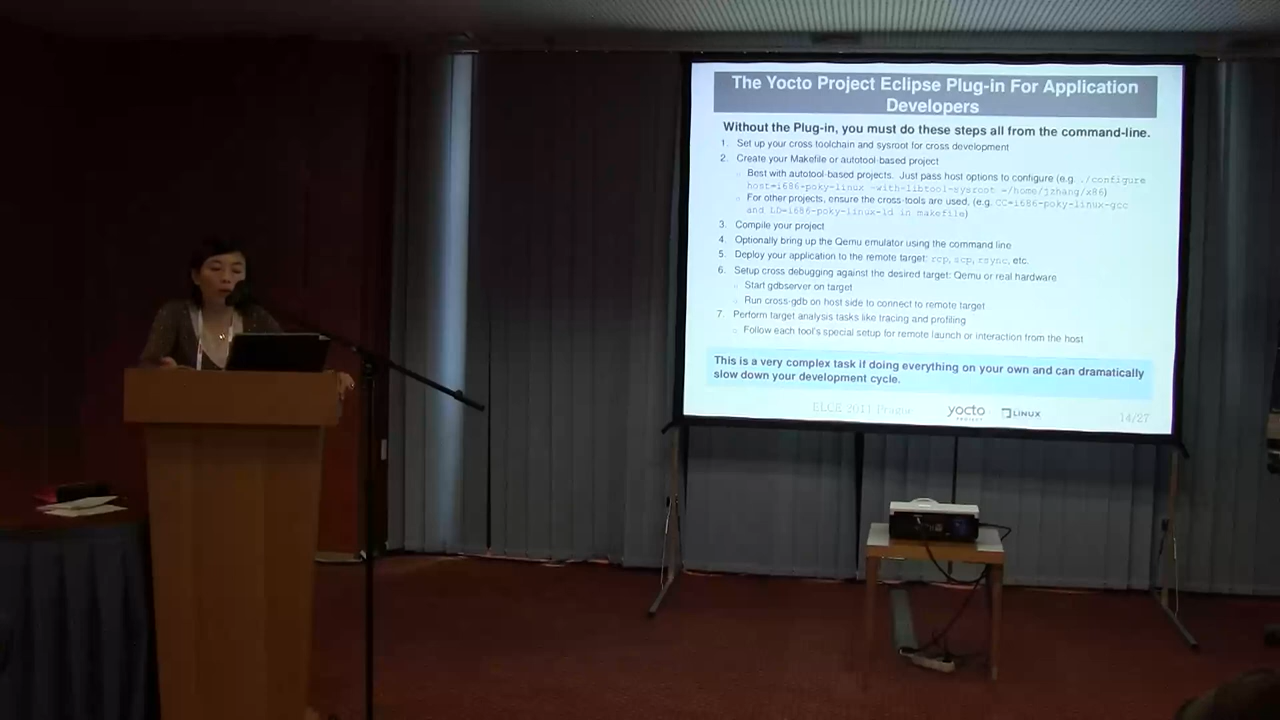 The Yocto Project Eclipse Plug-in For Application
Developers
Without the Plug-in, you must do these steps all from the command-line.
1. Set up your cross toolchain and sysroot for cross development
2. Create your Makefile or autotool-based project
Best with autotool-based projects. Just pass host options to configure (e.g. ./configure
host=i686-poky-linux -with-libtool-sysroot =/home/jzhang/x86)
For other projects, ensure the cross-tools are used, (e.g. CC=i686-poky-linux-gcc
and LD=i686-poky-linux-ld in makefile)
3. Compile your project
4. Optionally bring up the Qemu emulator using the command line
5. Deploy your application to the remote target: rcp, scp, rsync, etc.
6. Setup cross debugging against the desired target: Qemu or real hardware
Start gdbserver on target
Run cross-gdb on host side to connect to remote target
7. Perform target analysis tasks like tracing and profiling
Follow each tool's special setup for remote launch or interaction from the host
This is a very complex task if doing everything on your own and can dramatically
slow down your development cycle.
ELCE 2011 Prague yocto PROJECT LINUX 14/27